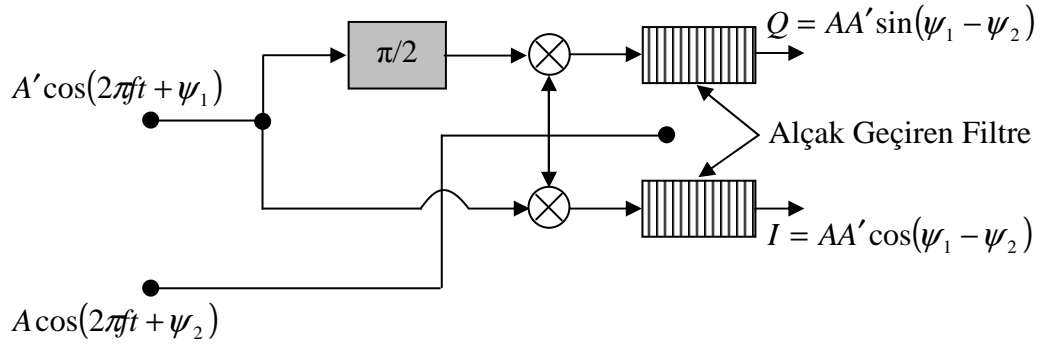 Q = AA′ sin(ψ₁ − ψ₂)
π/2
A′ cos(2πft + ψ₁)
Alçak Geçiren Filtre
I = AA′ cos(ψ₁ − ψ₂)
A cos(2πft + ψ₂)